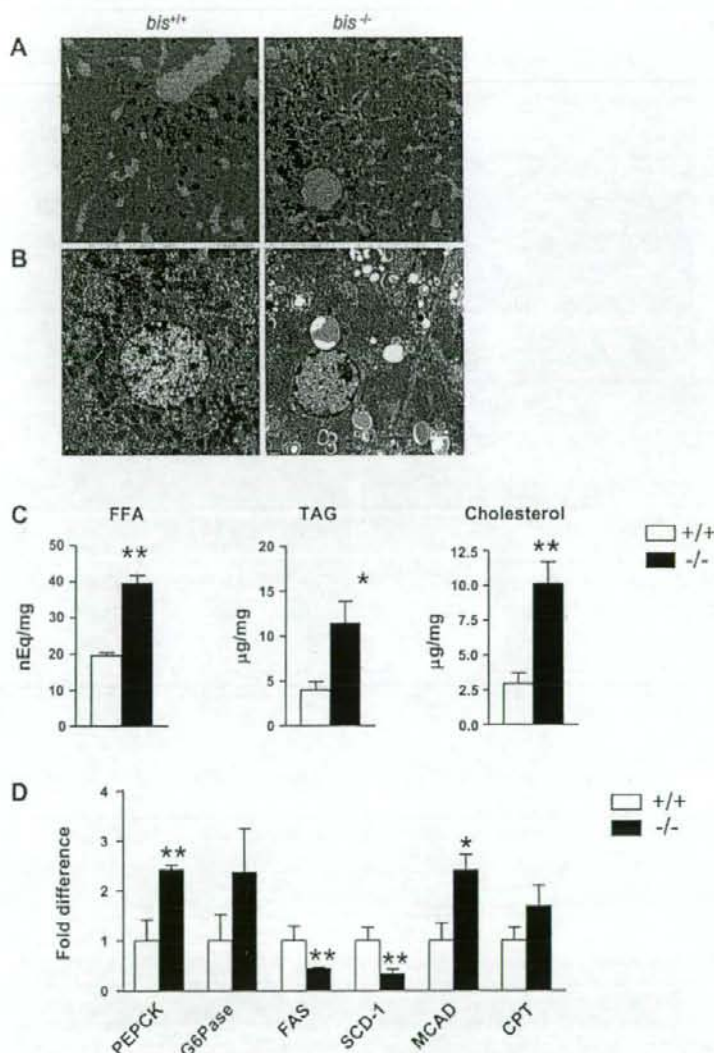 bis+/+ bis-/-
A
B
C
FFA TAG Cholesterol
+/+
-/-
nEq/mg
50
40
30
20
10
0
**
µg/mg
20
15
10
5
0
*
µg/mg
12.5
10.0
7.5
5.0
2.5
0.0
**
D
+/+
-/-
Fold difference
4
3
2
1
0
** ** ** *
PEPCK G6Pase FAS SCD-1 MCAD CPT